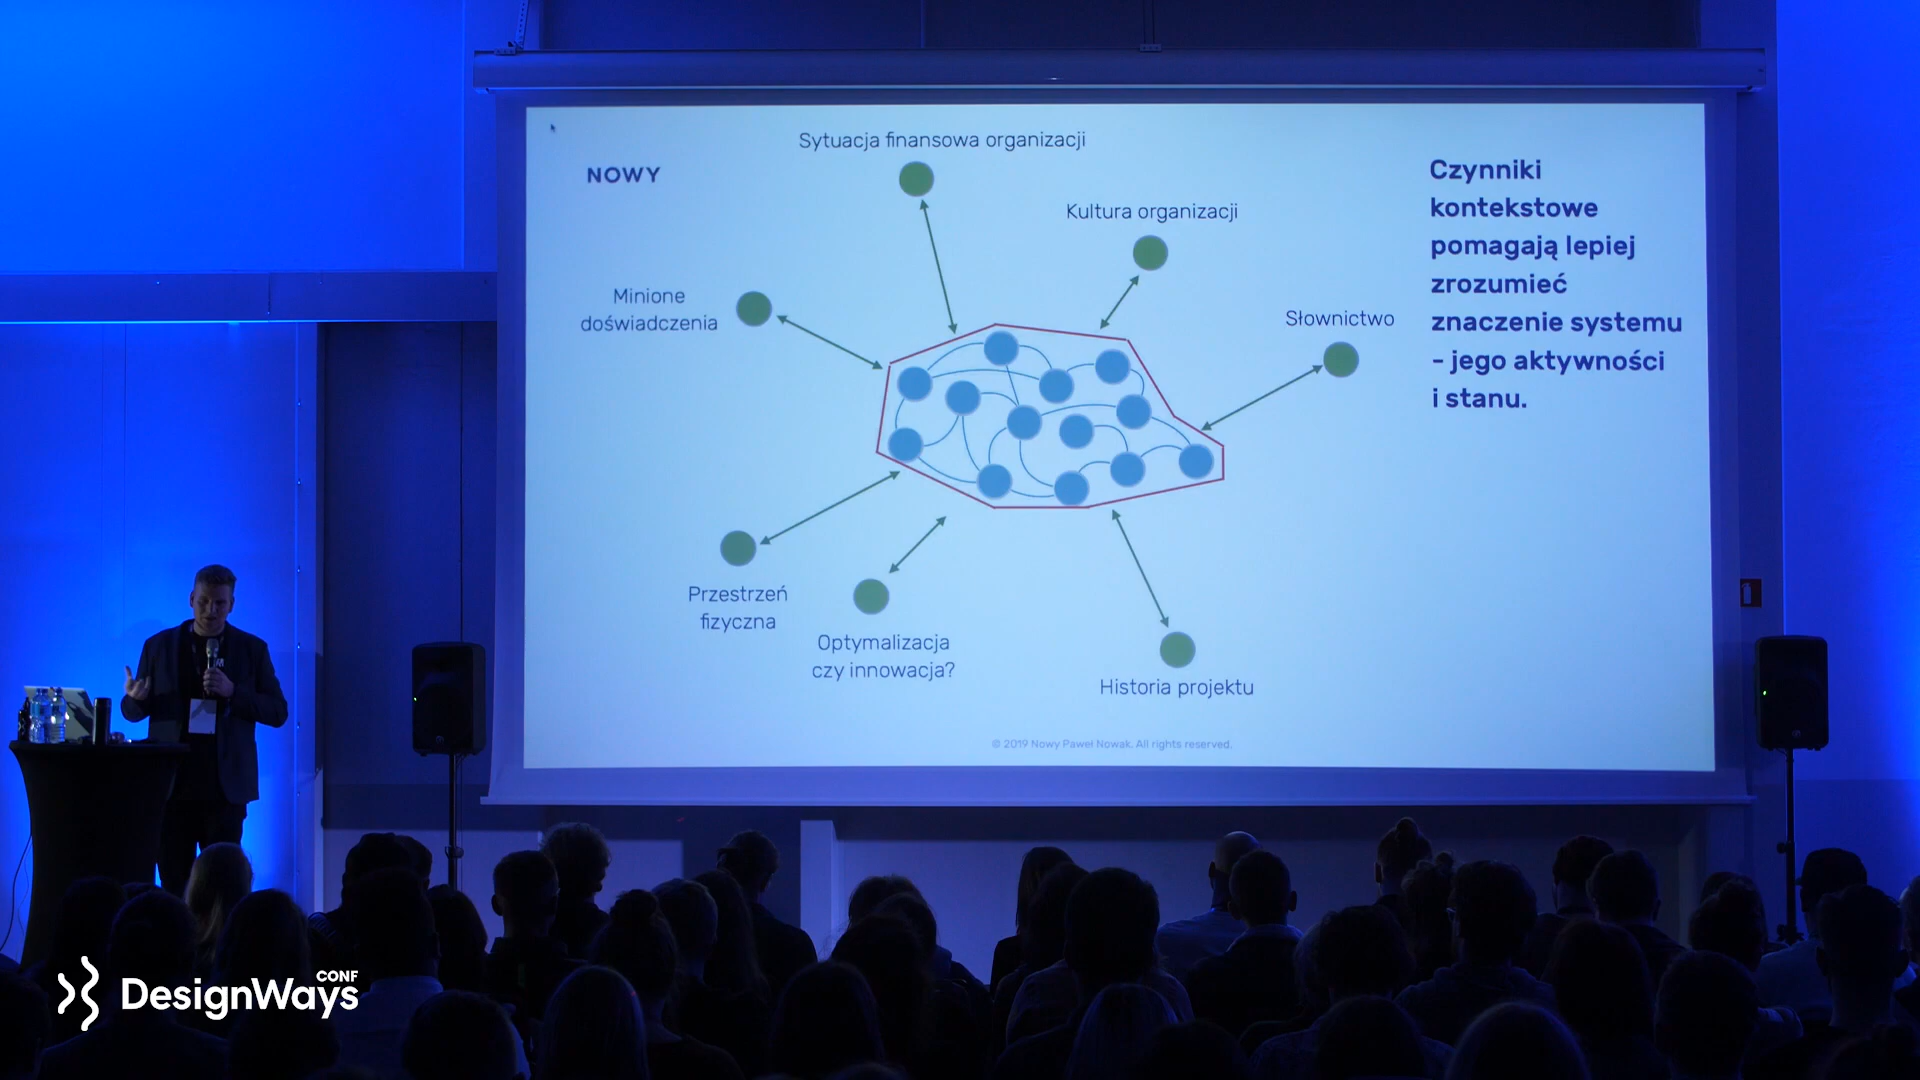 NOWY
Sytuacja finansowa organizacji
Kultura organizacji
Minione
doświadczenia
Słownictwo
Przestrzeń
fizyczna
Optymalizacja
czy innowacja?
Historia projektu
Czynniki
kontekstowe
pomagają lepiej
zrozumieć
znaczenie systemu
- jego aktywności
i stanu.
© 2019 Nowy Paweł Nowak. All rights reserved.
DesignWays CONF